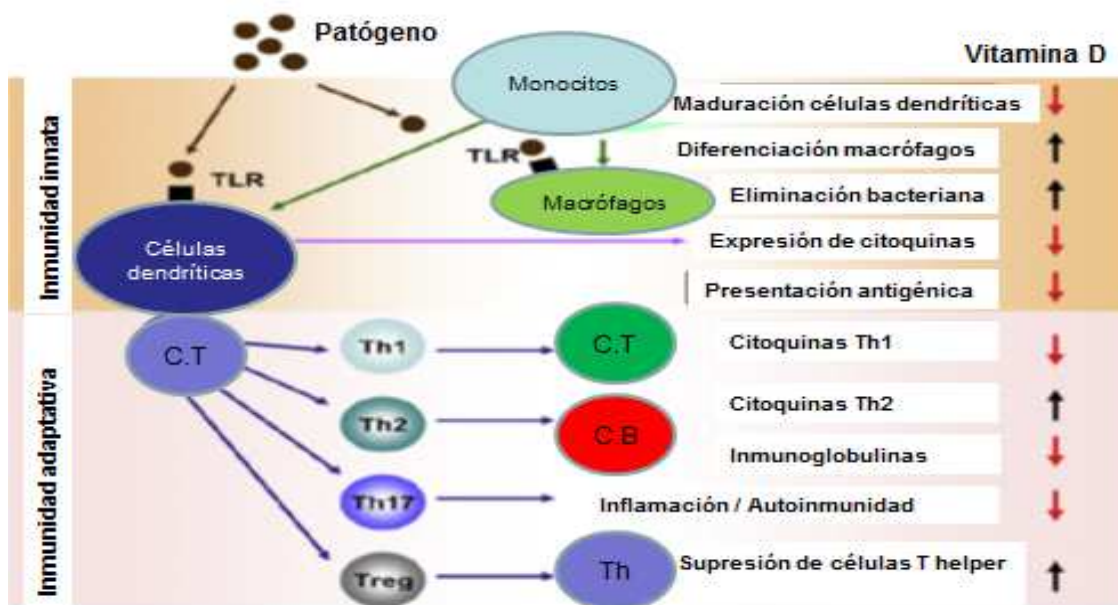 Patógeno
Vitamina D
Inmunidad innata
Monocitos
Maduración células dendríticas
TLR
Diferenciación macrófagos
TLR
Macrófagos
Eliminación bacteriana
Células
dendríticas
Expresión de citoquinas
Presentación antigénica
Inmunidad adaptativa
C.T
Th1
C.T
Citoquinas Th1
Th2
C.B
Citoquinas Th2
Inmunoglobulinas
Th17
Inflamación / Autoinmunidad
Treg
Th
Supresión de células T helper